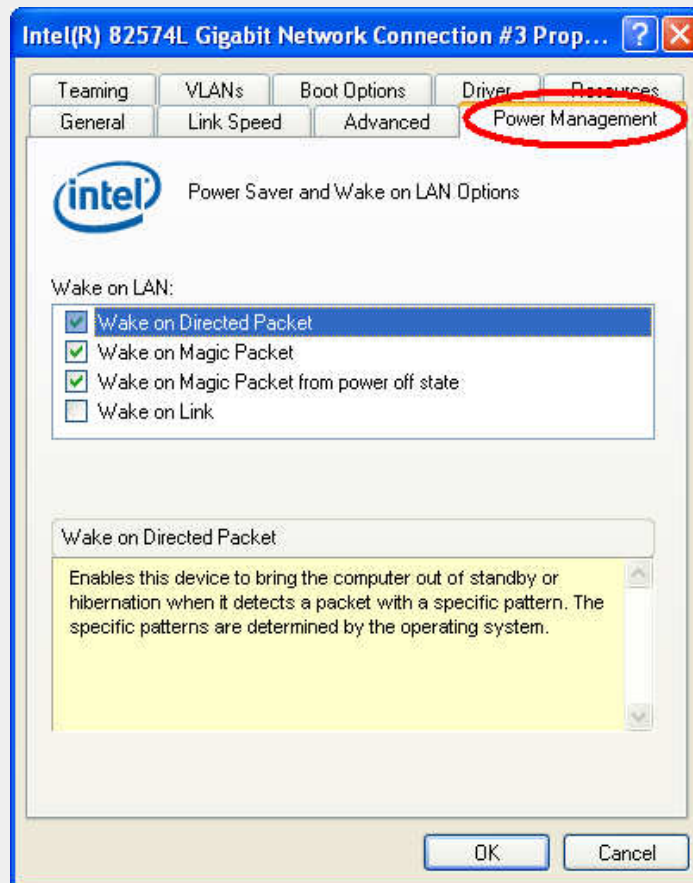 Intel(R) 82574L Gigabit Network Connection #3 Prop...
Teaming VLANs Boot Options Driver Resources
General Link Speed Advanced Power Management
intel Power Saver and Wake on LAN Options
Wake on LAN:
Wake on Directed Packet
Wake on Magic Packet
Wake on Magic Packet from power off state
Wake on Link
Wake on Directed Packet
Enables this device to bring the computer out of standby or
hibernation when it detects a packet with a specific pattern. The
specific patterns are determined by the operating system.
OK Cancel